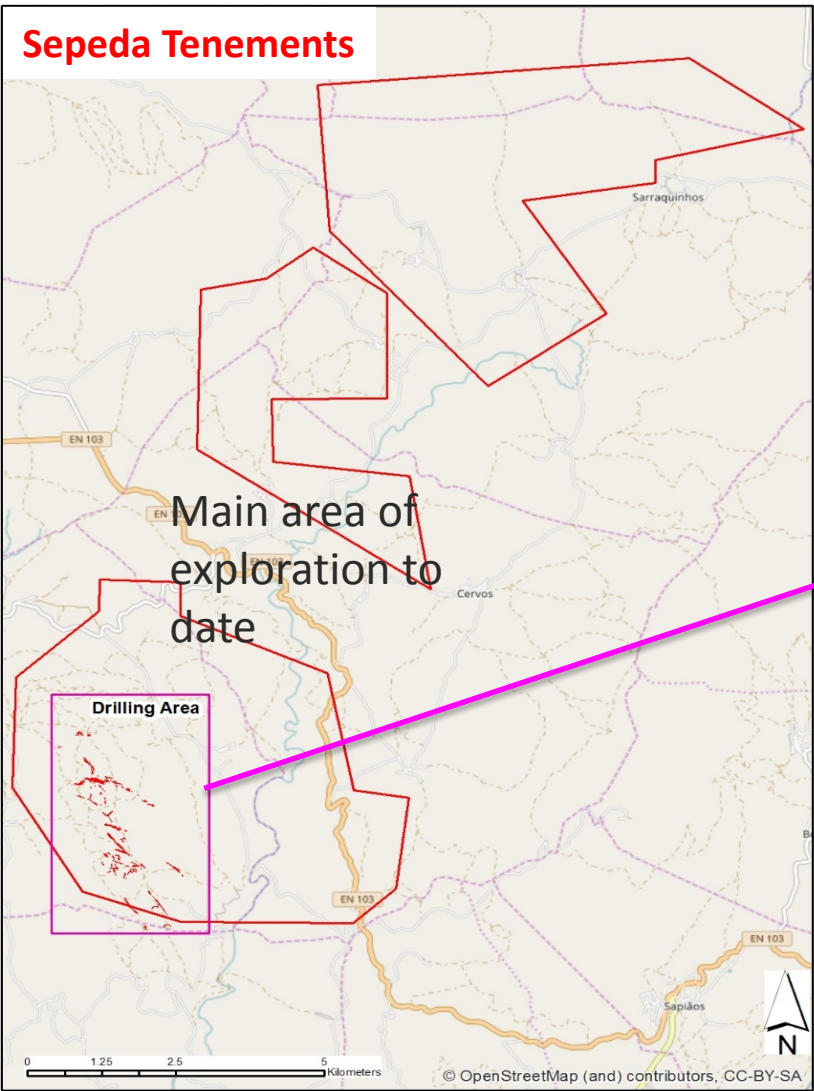 Sepeda Tenements
Sarraquinhos
EN 103
EN 103
Main area of
exploration to
date
EN 103
Cervos
Drilling Area
EN 103
EN 103
Sapiãos
N
0 1.25 2.5 5
Kilometers
© OpenStreetMap (and) contributors, CC-BY-SA